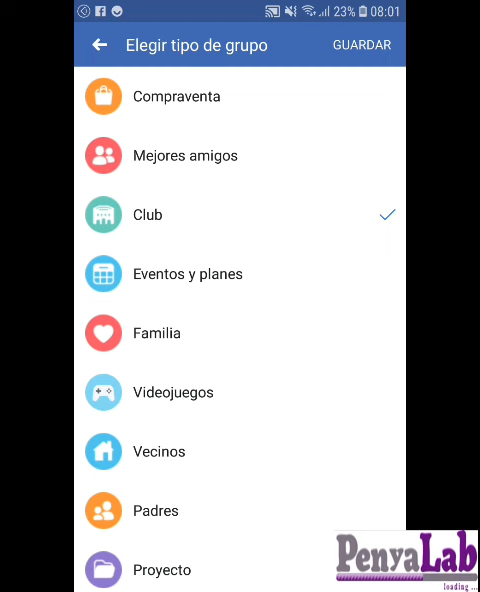 23% 08:01
Elegir tipo de grupo GUARDAR
Compraventa
Mejores amigos
Club
Eventos y planes
Familia
Videojuegos
Vecinos
Padres
Proyecto
PenyaLab
loading ...